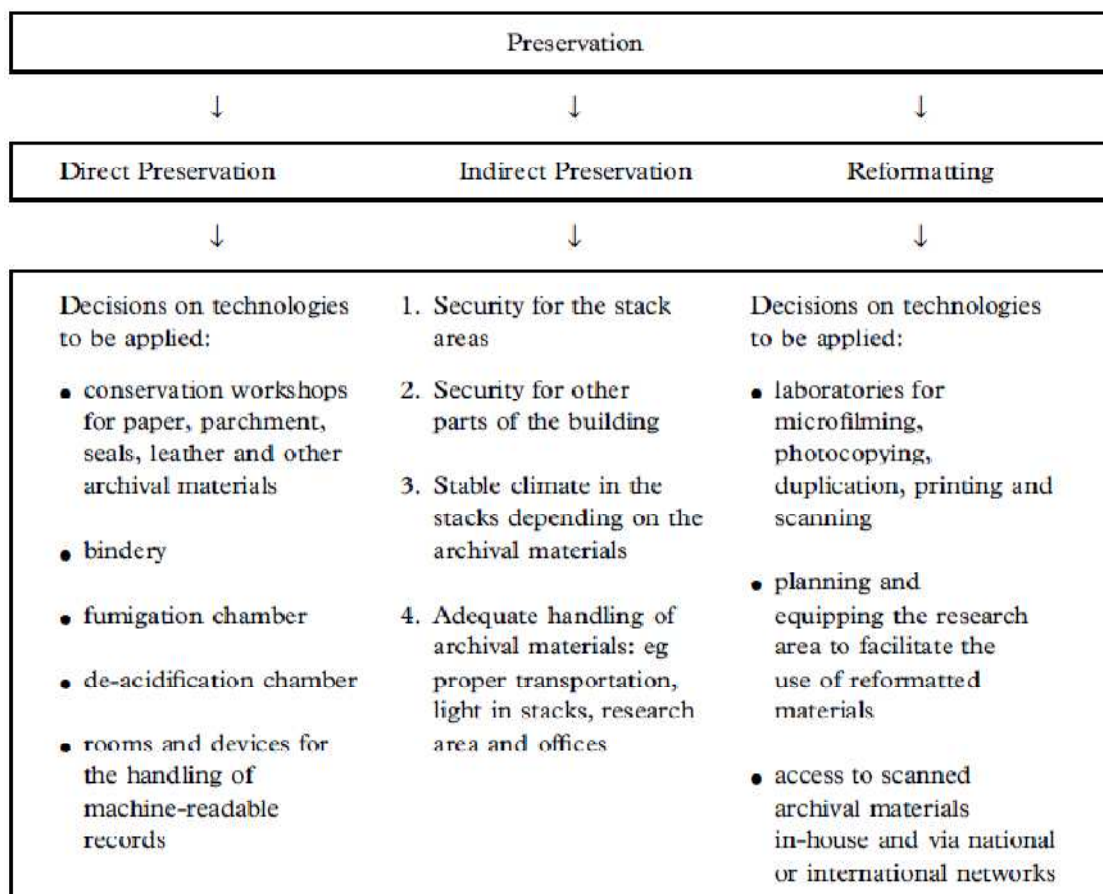 Preservation
↓ ↓ ↓
Direct Preservation Indirect Preservation Reformatting
↓ ↓ ↓
Decisions on technologies
to be applied:
• conservation workshops
for paper, parchment,
seals, leather and other
archival materials
• bindery
• fumigation chamber
• de-acidification chamber
• rooms and devices for
the handling of
machine-readable
records
1. Security for the stack
areas
2. Security for other
parts of the building
3. Stable climate in the
stacks depending on the
archival materials
4. Adequate handling of
archival materials: eg
proper transportation,
light in stacks, research
area and offices
Decisions on technologies
to be applied:
• laboratories for
microfilming,
photocopying,
duplication, printing and
scanning
• planning and
equipping the research
area to facilitate the
use of reformatted
materials
• access to scanned
archival materials
in-house and via national
or international networks